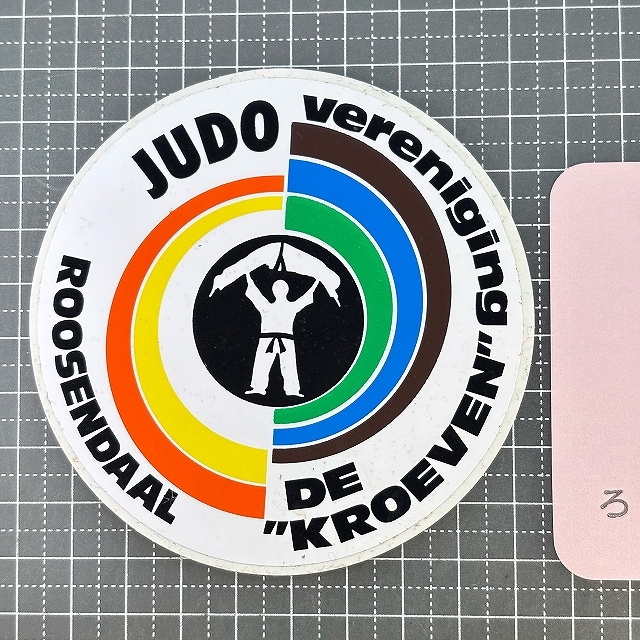 JUDO vereniging
DE
"KROEVEN"
ROOSENDAAL
ろ